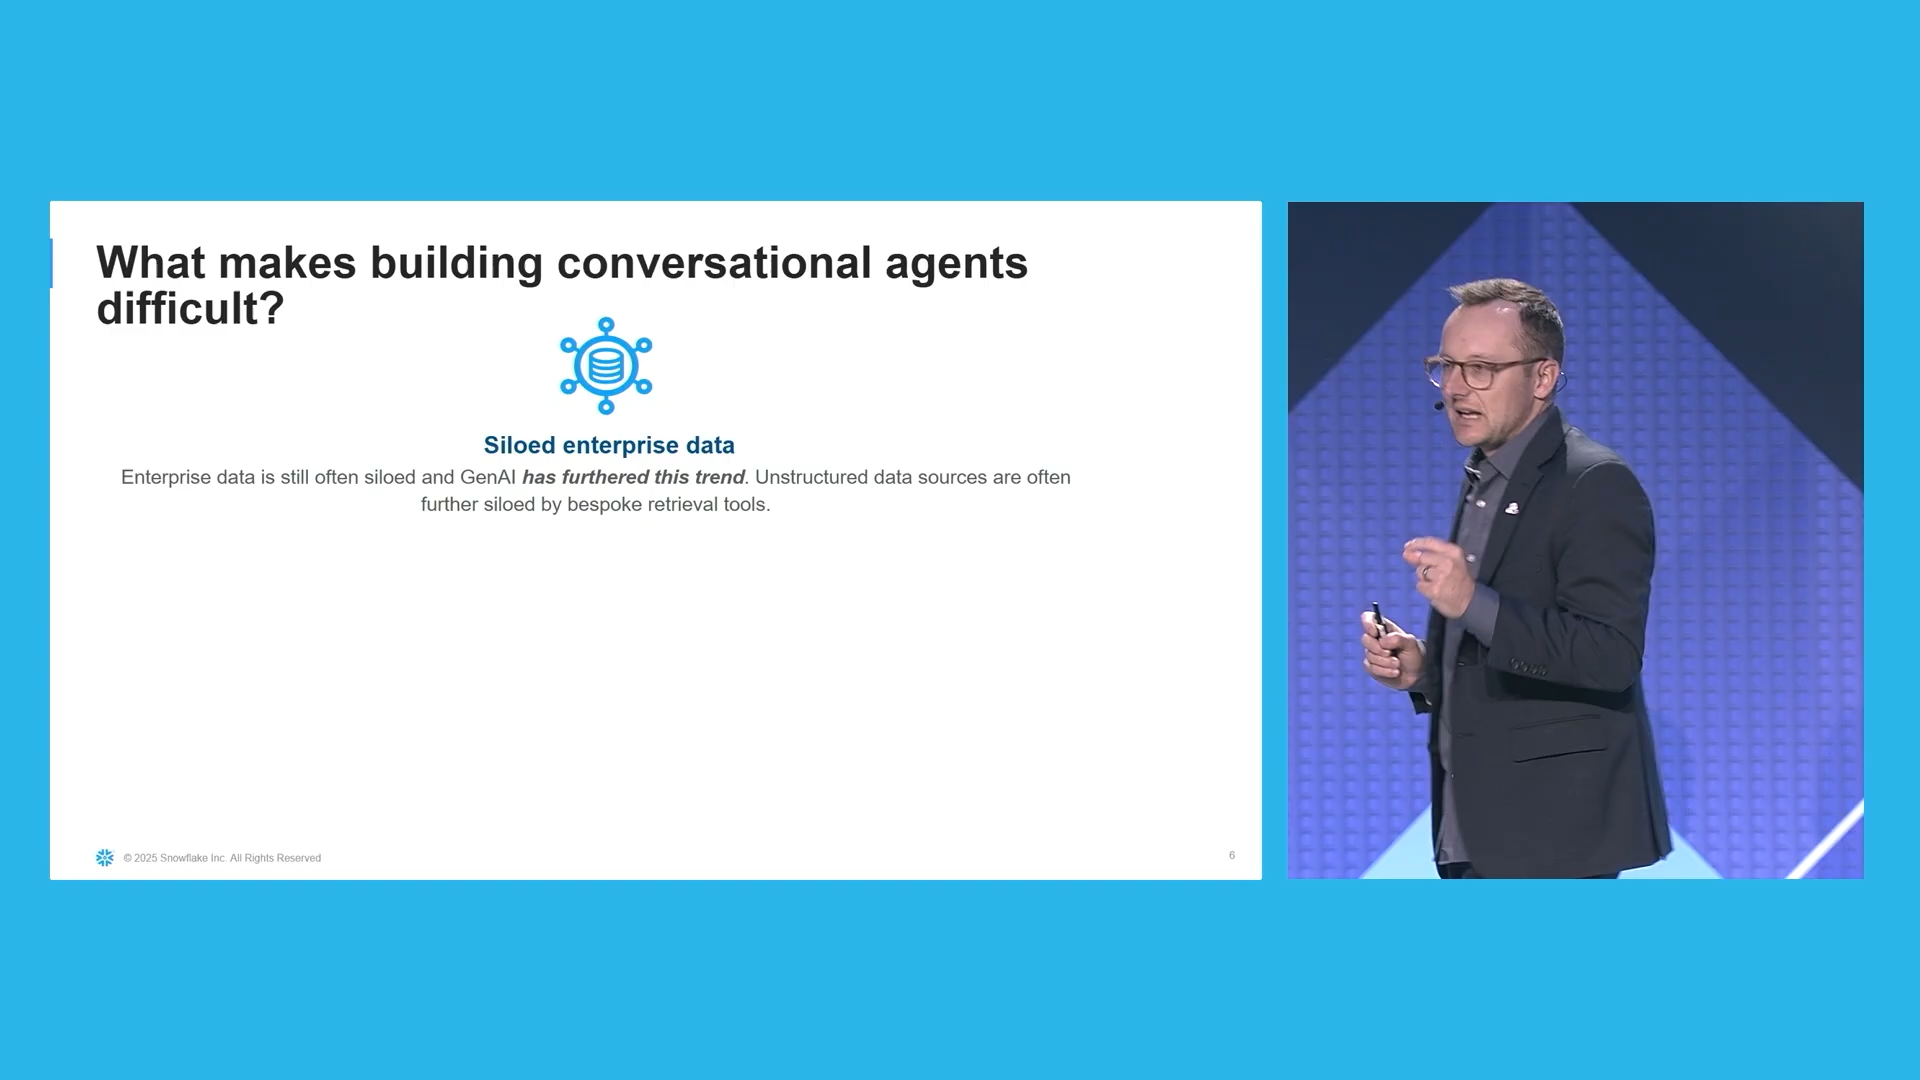 What makes building conversational agents
difficult?
Siloed enterprise data
Enterprise data is still often siloed and GenAI has furthered this trend. Unstructured data sources are often
further siloed by bespoke retrieval tools.
© 2025 Snowflake Inc. All Rights Reserved
6